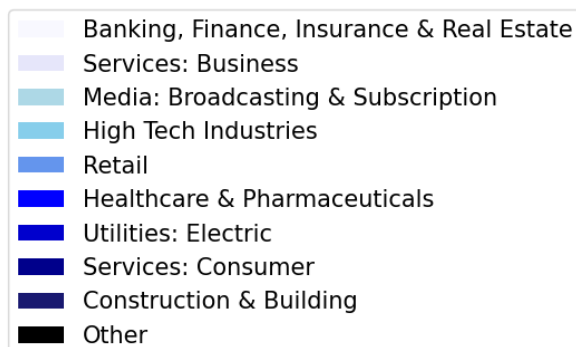 Banking, Finance, Insurance & Real Estate
Services: Business
Media: Broadcasting & Subscription
High Tech Industries
Retail
Healthcare & Pharmaceuticals
Utilities: Electric
Services: Consumer
Construction & Building
Other